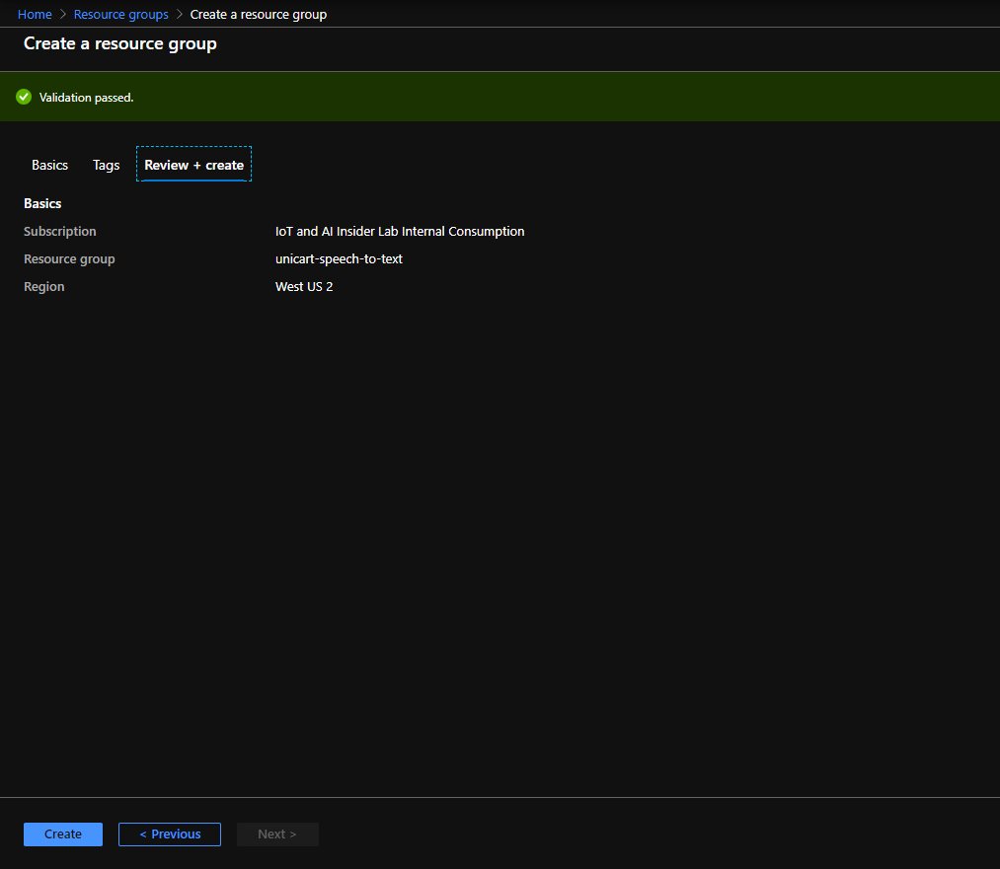 Home > Resource groups > Create a resource group
Create a resource group
Validation passed.
Basics Tags Review + create
Basics
Subscription IoT and AI Insider Lab Internal Consumption
Resource group unicart-speech-to-text
Region West US 2
Create < Previous Next >